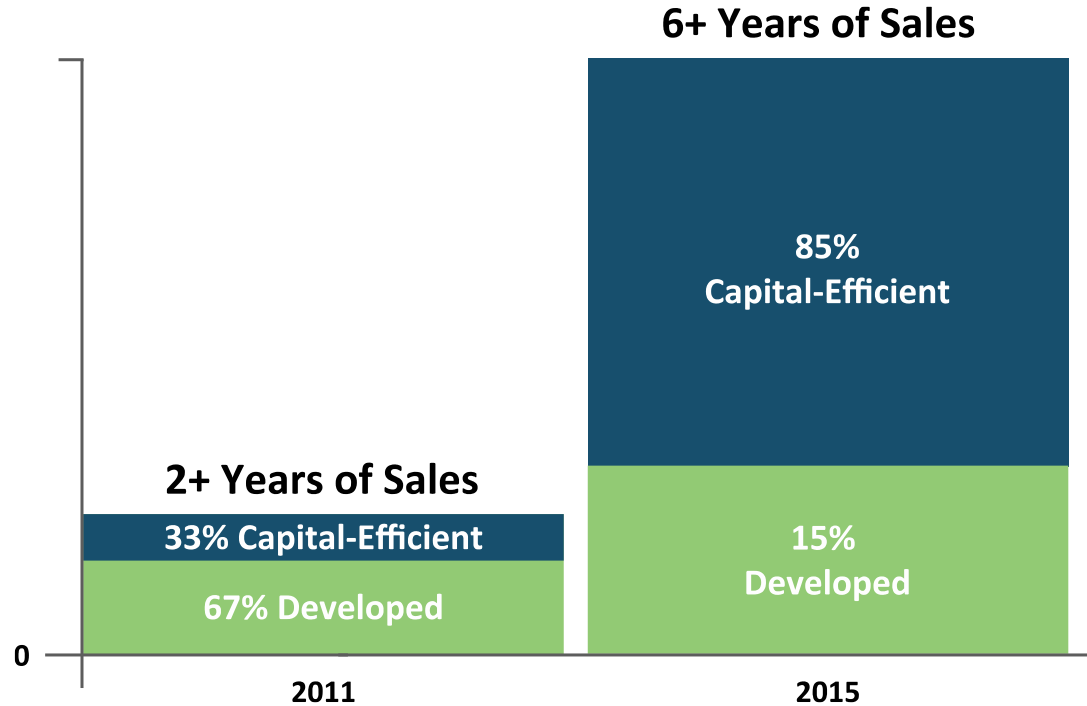 6+ Years of Sales
85%
Capital-Efficient
2+ Years of Sales
33% Capital-Efficient
15%
Developed
67% Developed
0
2011
2015